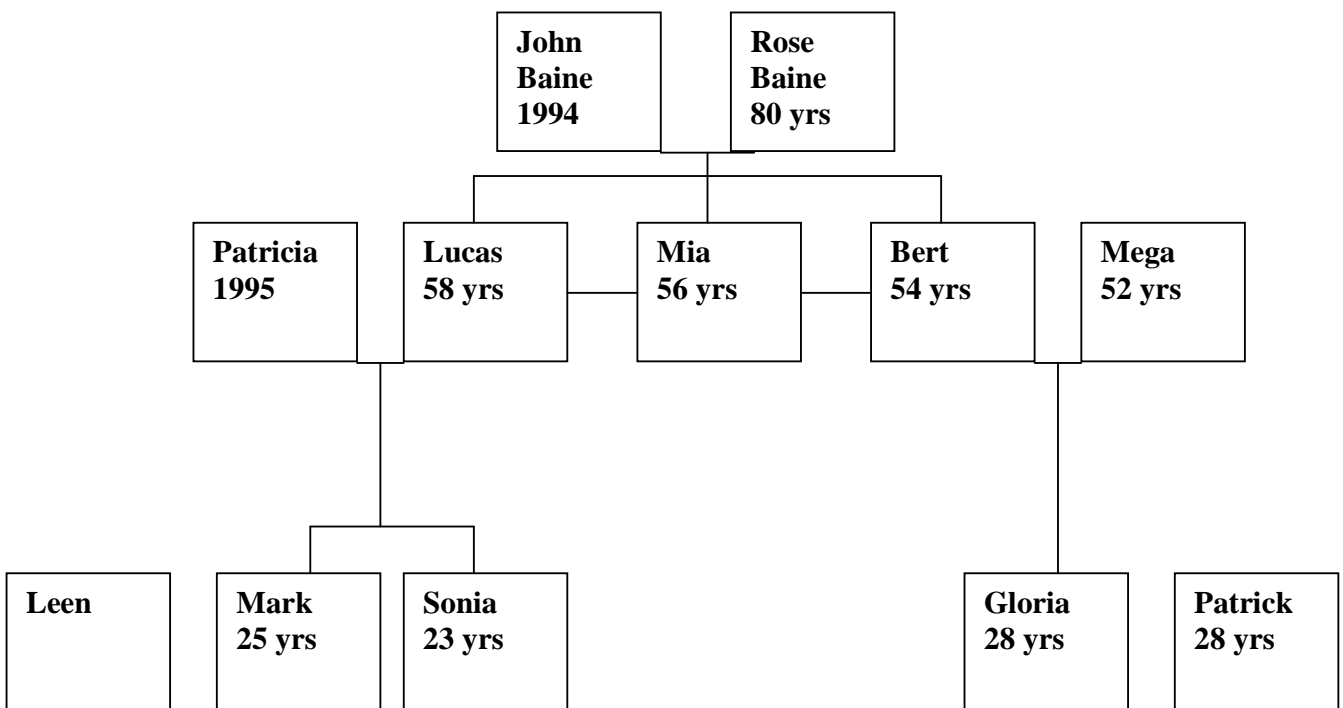 John
Baine
1994
Rose
Baine
80 yrs
Patricia
1995
Lucas
58 yrs
Mia
56 yrs
Bert
54 yrs
Mega
52 yrs
Leen
Mark
25 yrs
Sonia
23 yrs
Gloria
28 yrs
Patrick
28 yrs